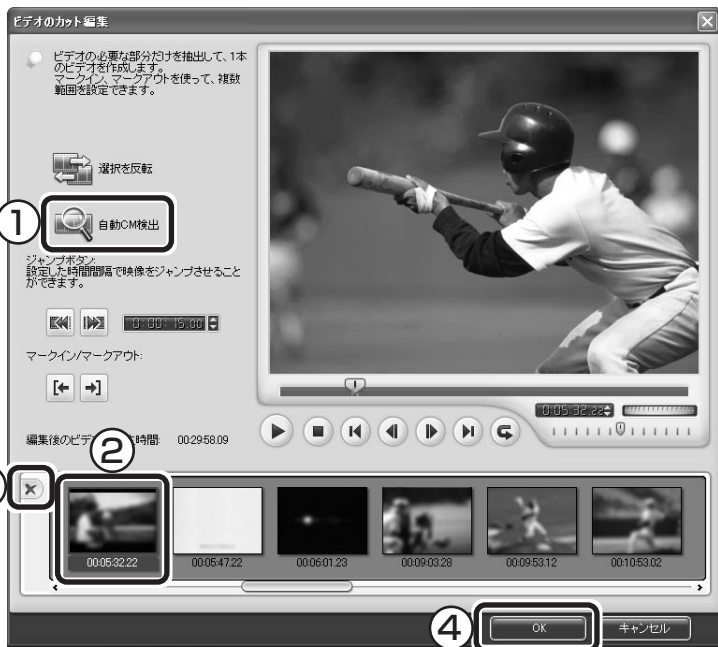 ビデオのカット編集
ビデオの必要な部分だけを抽出して、1本
のビデオを作成します。
マークイン、マークアウトを使って、複数
範囲を設定できます。
選択を反転
①
自動CM検出
ジャンプボタン:
設定した時間間隔で映像をジャンプさせること
ができます。
0:00:15.00
マークイン/マークアウト:
0:05:32.22
編集後のビデ
時間: 00:29:58.09
②
00:05:32.22
00:05:47.22
00:06:01.23
00:09:03.28
00:09:53.12
00:10:53.02
④
OK
キャンセル